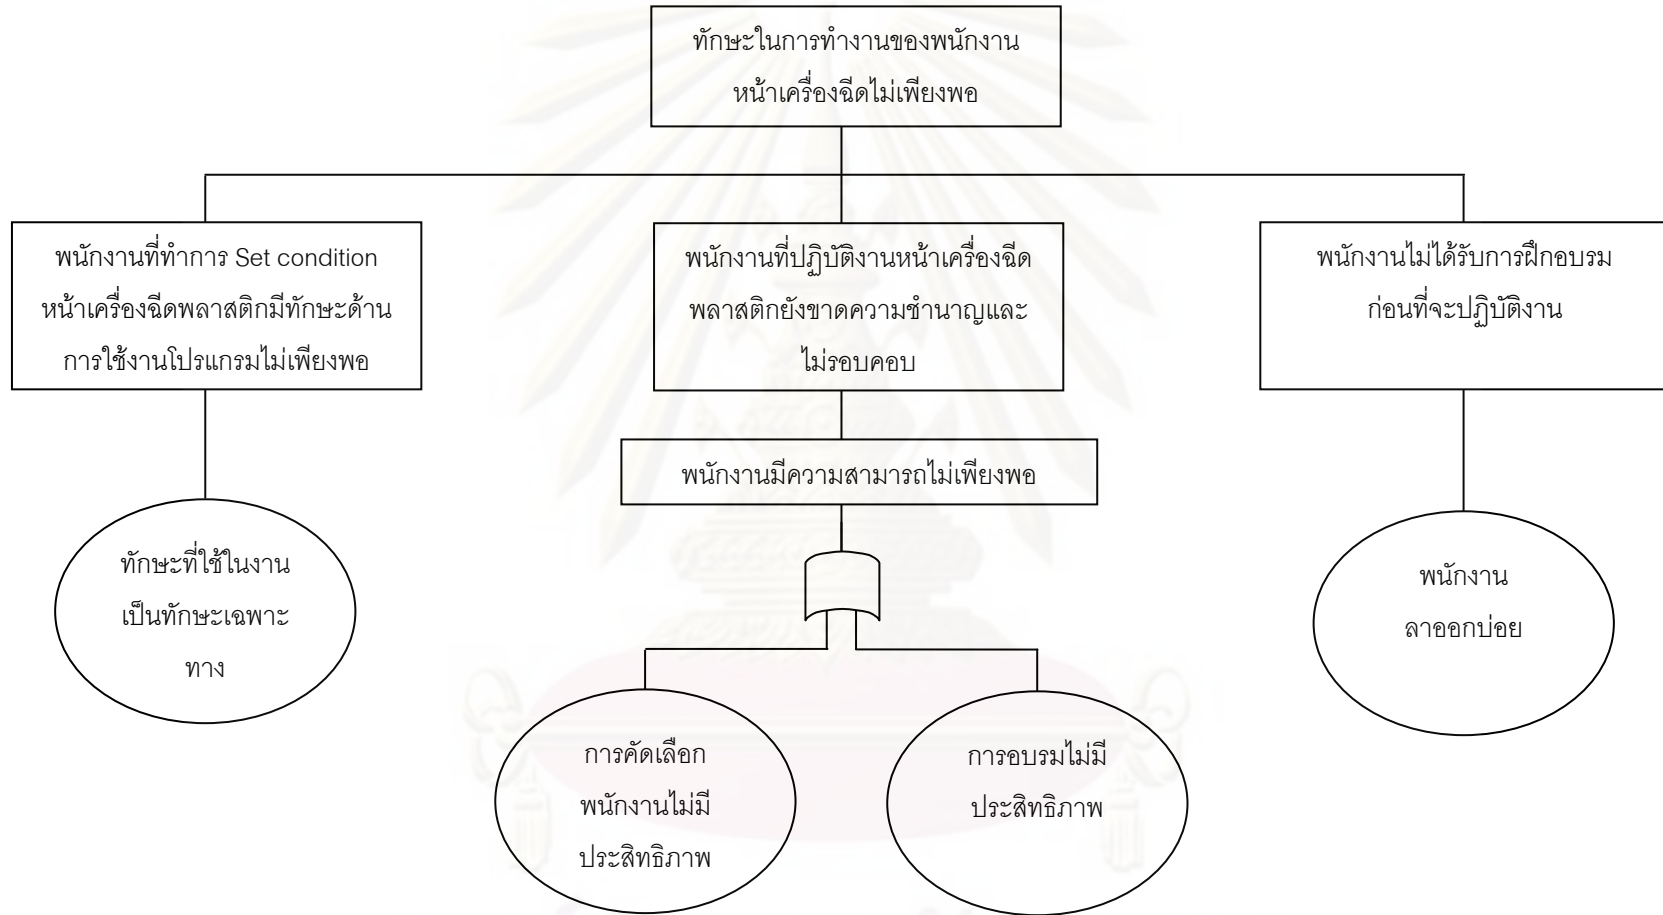 ทักษะในการทำงานของพนักงาน
หน้าเครื่องฉีดไม่เพียงพอ
พนักงานที่ทำการ Set condition
หน้าเครื่องฉีดพลาสติกมีทักษะด้าน
การใช้งานโปรแกรมไม่เพียงพอ
พนักงานที่ปฏิบัติงานหน้าเครื่องฉีด
พลาสติกยังขาดความชำนาญและ
ไม่รอบคอบ
พนักงานไม่ได้รับการฝึกอบรม
ก่อนที่จะปฏิบัติงาน
พนักงานมีความสามารถไม่เพียงพอ
ทักษะที่ใช้ในงาน
เป็นทักษะเฉพาะ
ทาง
พนักงาน
ลาออกบ่อย
การคัดเลือก
พนักงานไม่มี
ประสิทธิภาพ
การอบรมไม่มี
ประสิทธิภาพ